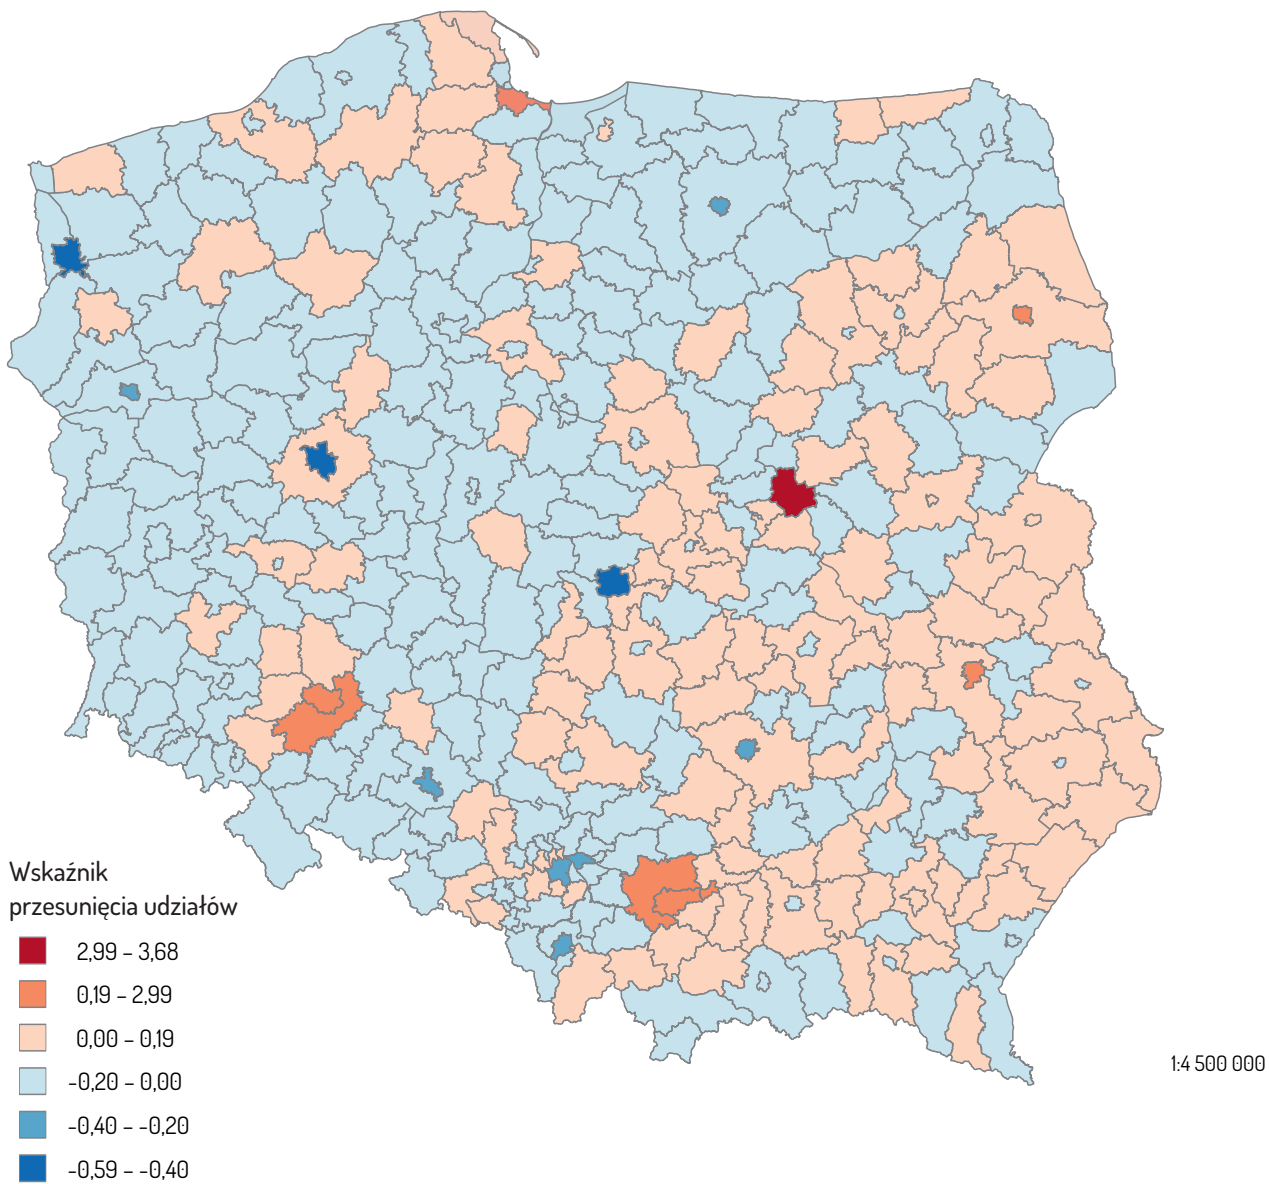 Wskaźnik
przesunięcia udziałów
2,99 – 3,68
0,19 – 2,99
0,00 – 0,19
-0,20 – 0,00
-0,40 – -0,20
-0,59 – -0,40
1:4 500 000